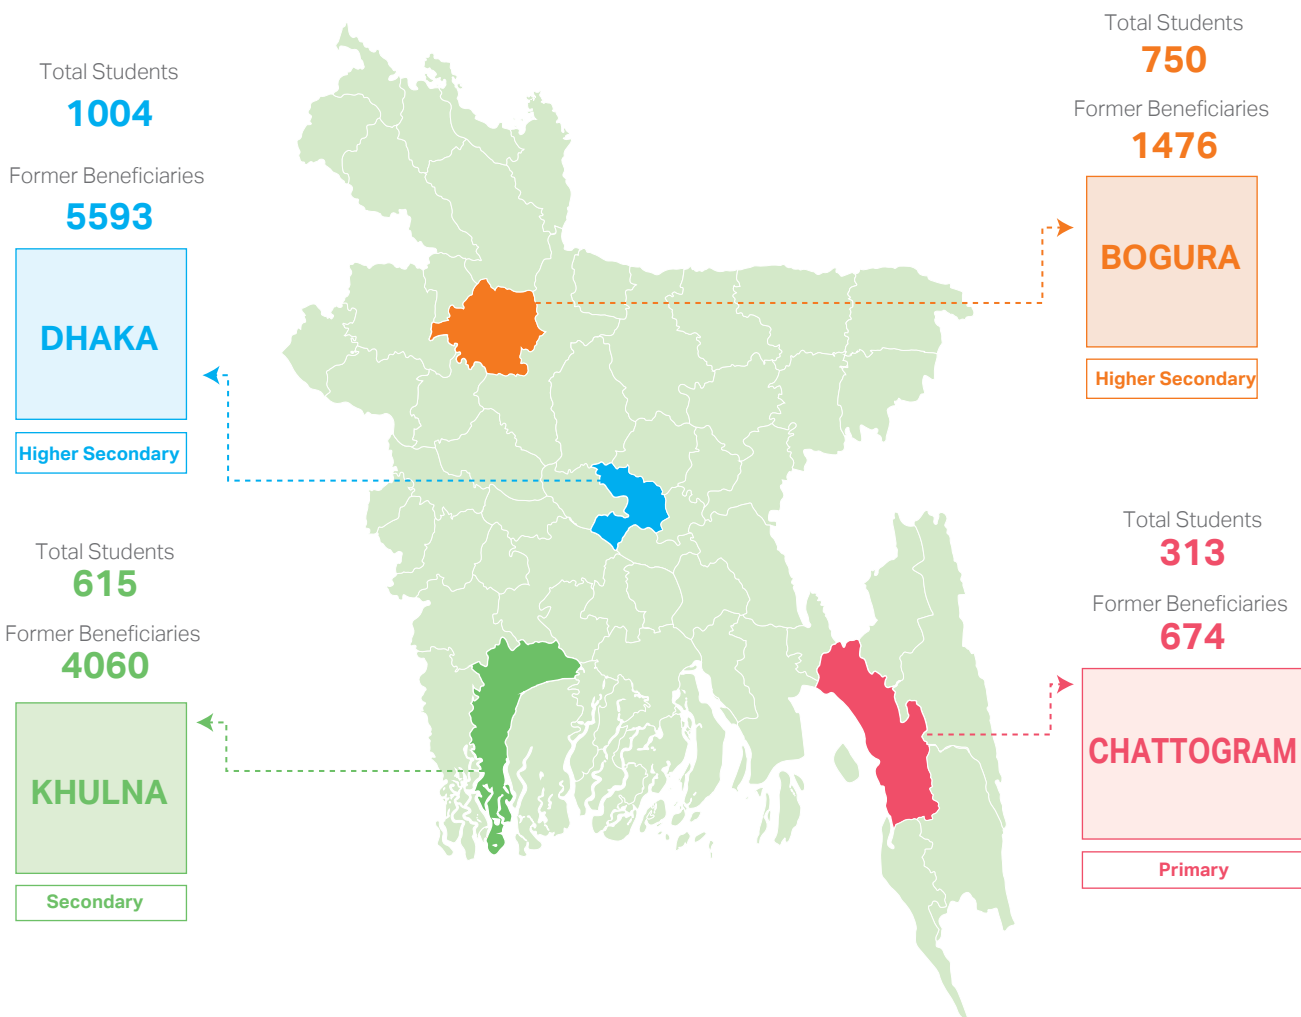 Total Students
1004
Former Beneficiaries
5593
DHAKA
Higher Secondary
Total Students
615
Former Beneficiaries
4060
KHULNA
Secondary
Total Students
750
Former Beneficiaries
1476
BOGURA
Higher Secondary
Total Students
313
Former Beneficiaries
674
CHATTOGRAM
Primary